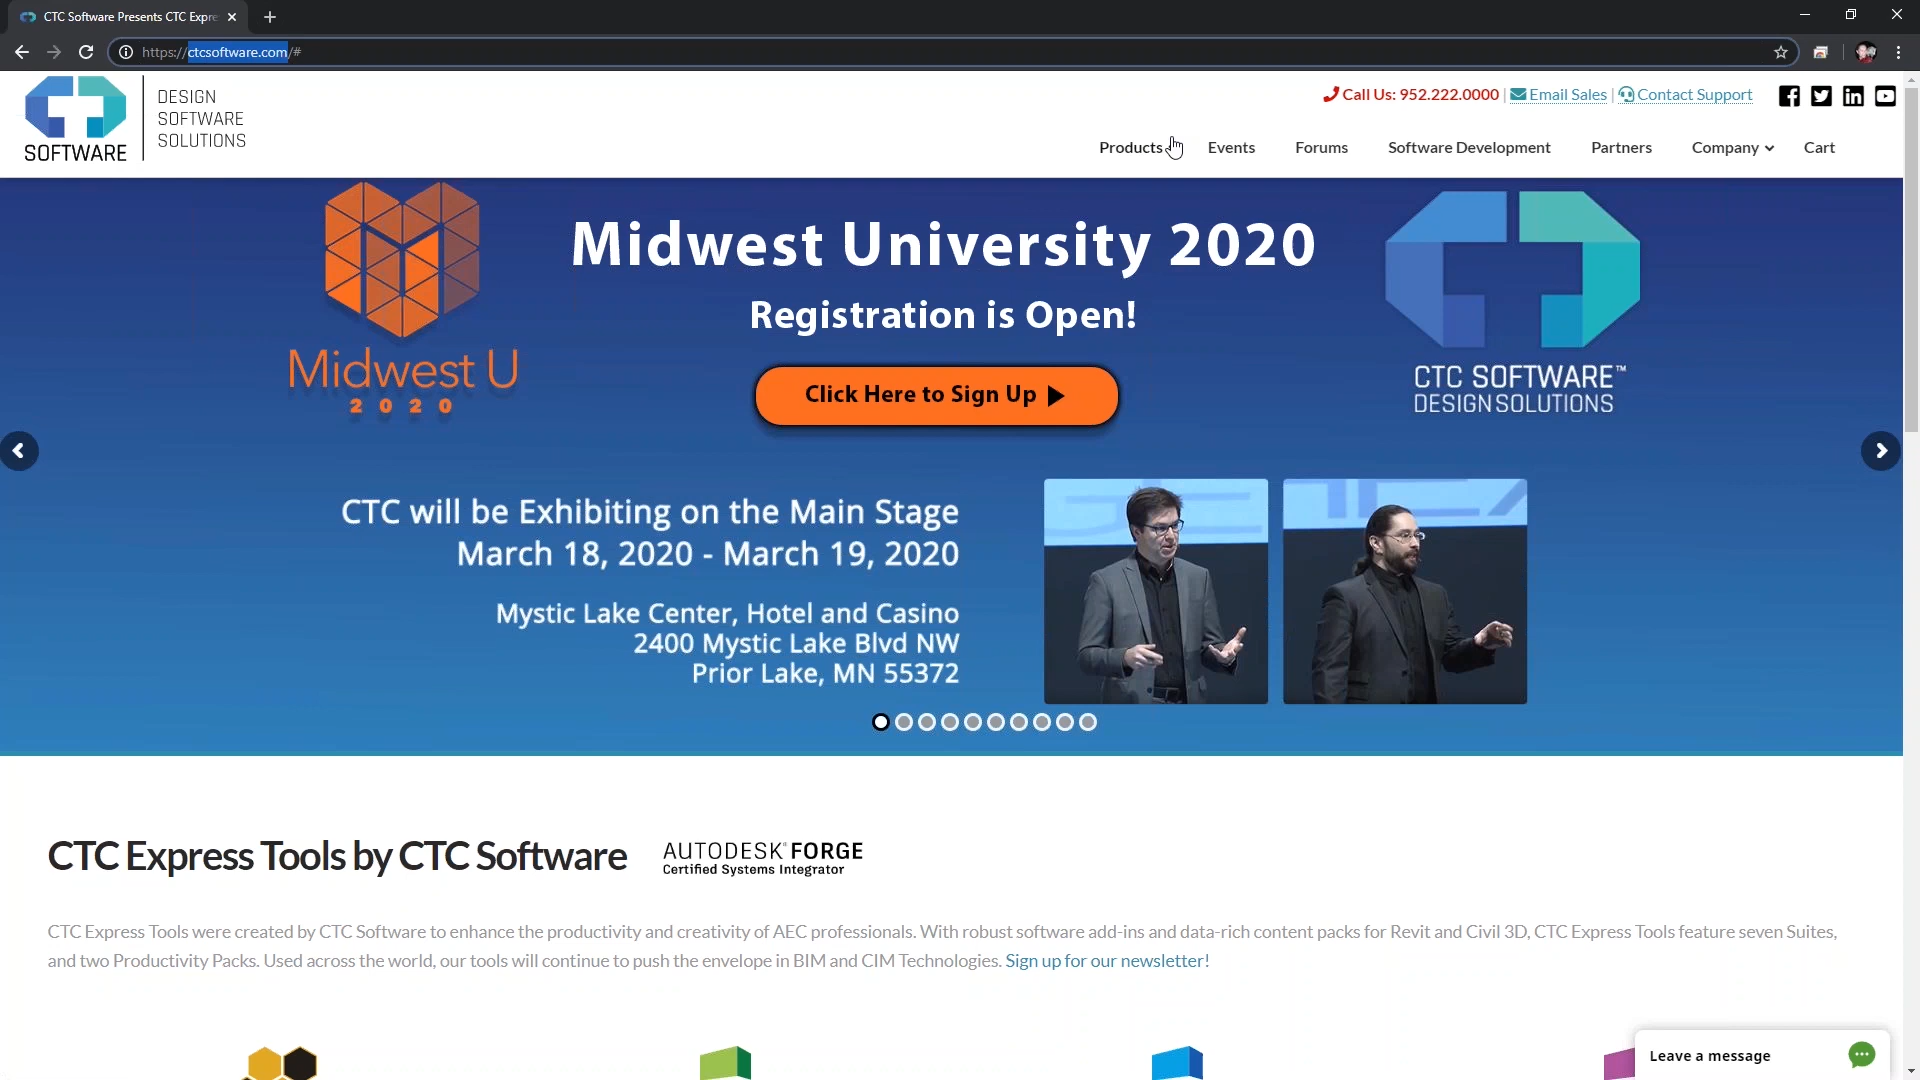 CTC Software Presents CTC Expre
https://ctcsoftware.com/#
SOFTWARE
DESIGN
SOFTWARE
SOLUTIONS
Call Us: 952.222.0000 | Email Sales | Contact Support
Products Events Forums Software Development Partners Company Cart
Midwest U
2020
Midwest University 2020
Registration is Open!
Click Here to Sign Up
CTC SOFTWARE™
DESIGN SOLUTIONS
CTC will be Exhibiting on the Main Stage
March 18, 2020 - March 19, 2020
Mystic Lake Center, Hotel and Casino
2400 Mystic Lake Blvd NW
Prior Lake, MN 55372
CTC Express Tools by CTC Software
AUTODESK® FORGE
Certified Systems Integrator
CTC Express Tools were created by CTC Software to enhance the productivity and creativity of AEC professionals. With robust software add-ins and data-rich content packs for Revit and Civil 3D, CTC Express Tools feature seven Suites,
and two Productivity Packs. Used across the world, our tools will continue to push the envelope in BIM and CIM Technologies. Sign up for our newsletter!
Leave a message